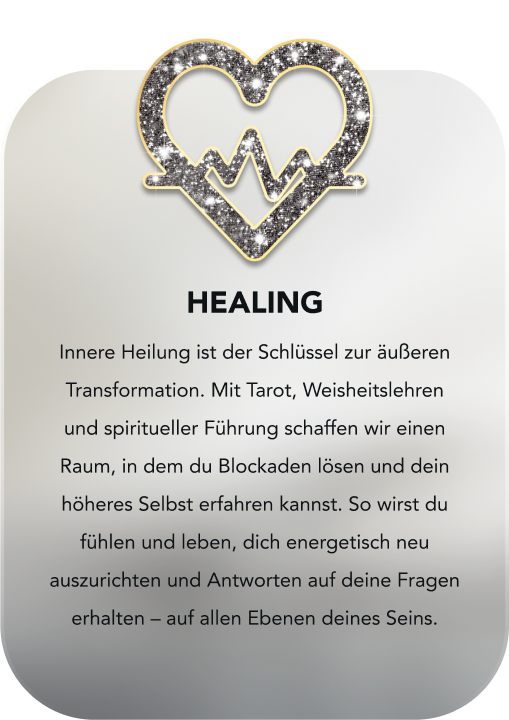 HEALING
Innere Heilung ist der Schlüssel zur äußeren
Transformation. Mit Tarot, Weisheitslehren
und spiritueller Führung schaffen wir einen
Raum, in dem du Blockaden lösen und dein
höheres Selbst erfahren kannst. So wirst du
fühlen und leben, dich energetisch neu
auszurichten und Antworten auf deine Fragen
erhalten – auf allen Ebenen deines Seins.